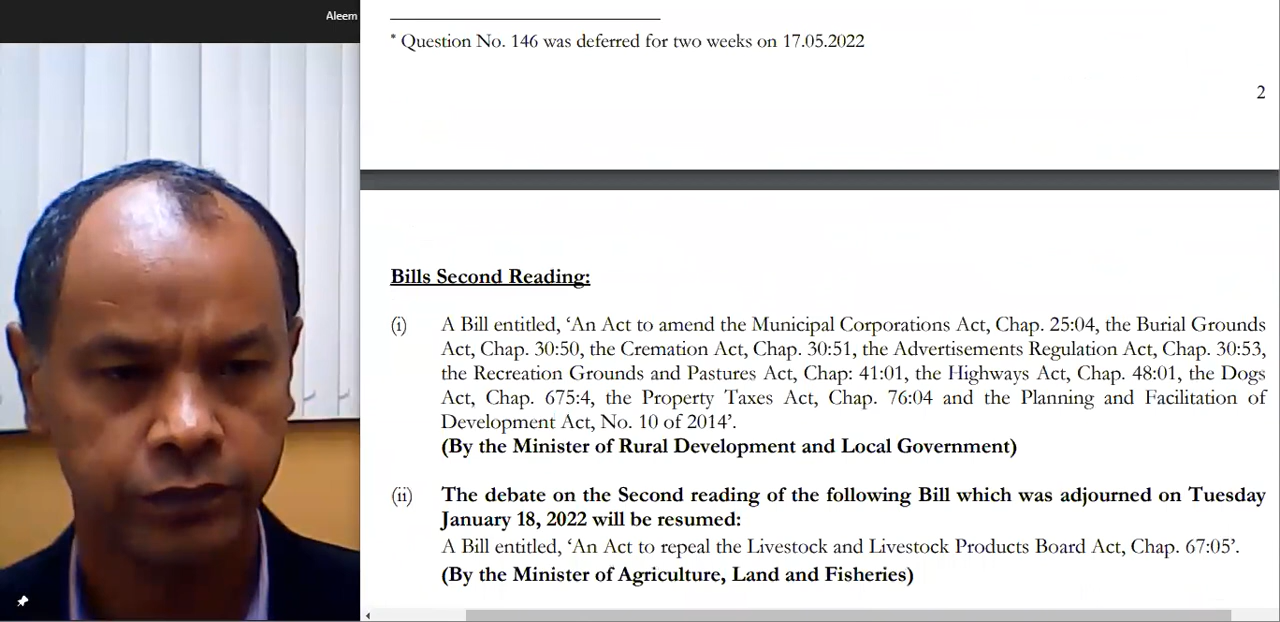 Aleem
* Question No. 146 was deferred for two weeks on 17.05.2022
2
Bills Second Reading:
(i) A Bill entitled, ‘An Act to amend the Municipal Corporations Act, Chap. 25:04, the Burial Grounds
Act, Chap. 30:50, the Cremation Act, Chap. 30:51, the Advertisements Regulation Act, Chap. 30:53,
the Recreation Grounds and Pastures Act, Chap: 41:01, the Highways Act, Chap. 48:01, the Dogs
Act, Chap. 675:4, the Property Taxes Act, Chap. 76:04 and the Planning and Facilitation of
Development Act, No. 10 of 2014’.
(By the Minister of Rural Development and Local Government)
(ii) The debate on the Second reading of the following Bill which was adjourned on Tuesday
January 18, 2022 will be resumed:
A Bill entitled, ‘An Act to repeal the Livestock and Livestock Products Board Act, Chap. 67:05’.
(By the Minister of Agriculture, Land and Fisheries)